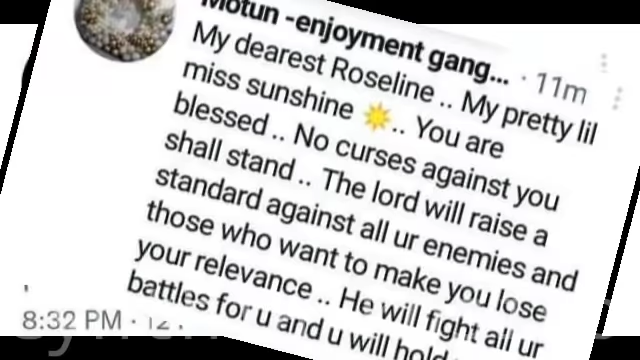 Motun -enjoyment gang... · 11m
My dearest Roseline .. My pretty lil
miss sunshine ☀️.. You are
blessed .. No curses against you
shall stand .. The lord will raise a
standard against all ur enemies and
those who want to make you lose
your relevance .. He will fight all ur
battles for u and u will hold
8:32 PM ·